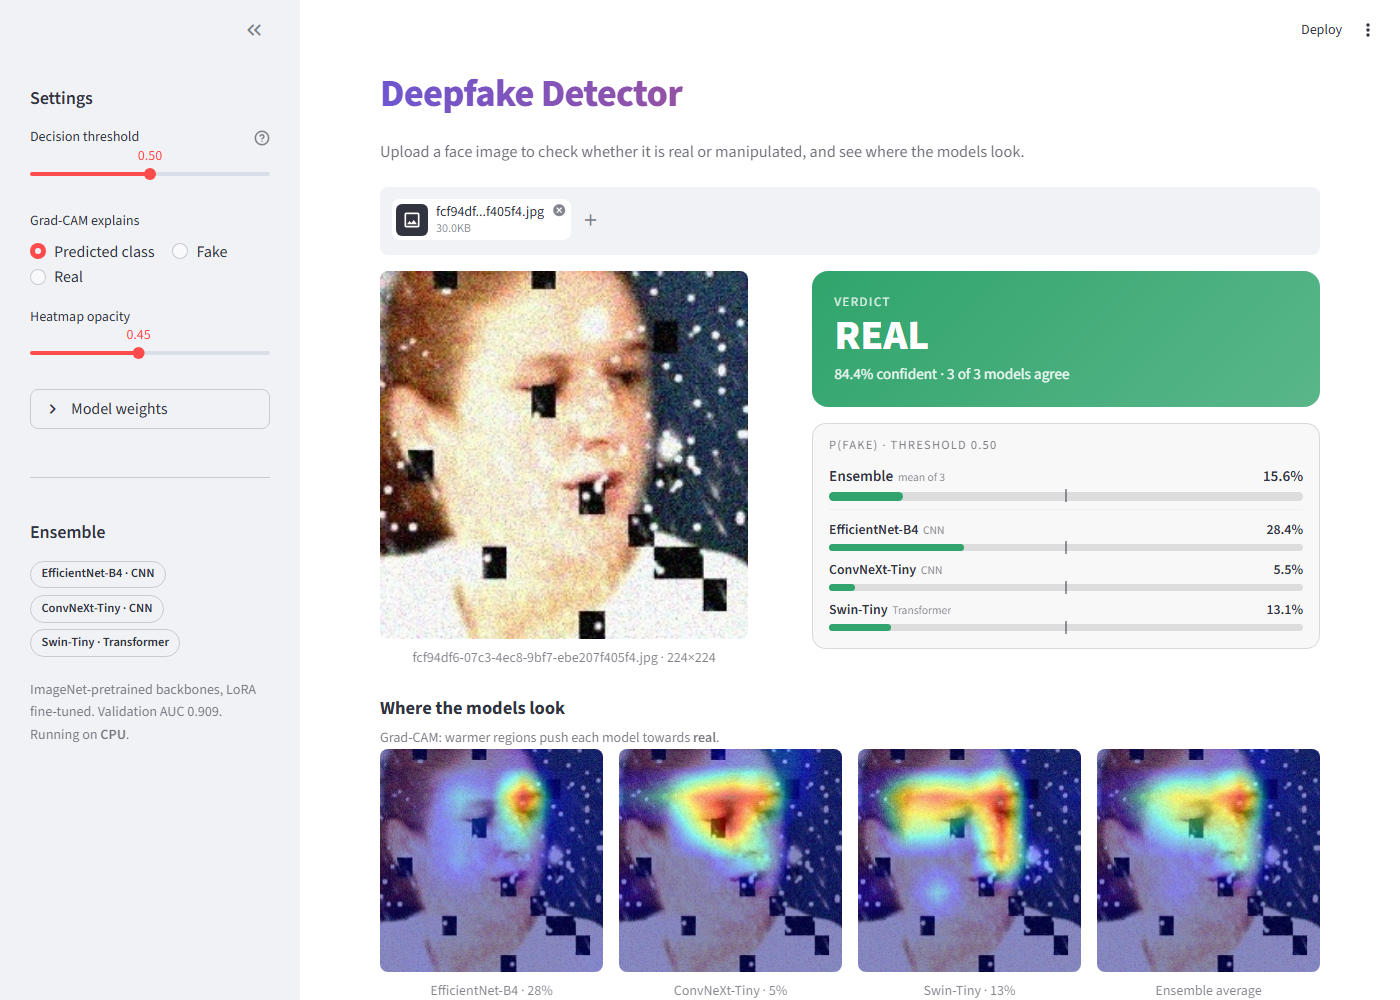 Deploy
Settings
Decision threshold
0.50
Grad-CAM explains
Predicted class
Fake
Real
Heatmap opacity
0.45
Model weights
Ensemble
EfficientNet-B4 · CNN
ConvNeXt-Tiny · CNN
Swin-Tiny · Transformer
ImageNet-pretrained backbones, LoRA
fine-tuned. Validation AUC 0.909.
Running on CPU.
Deepfake Detector
Upload a face image to check whether it is real or manipulated, and see where the models look.
fcf94df...f405f4.jpg
30.0KB
fcf94df6-07c3-4ec8-9bf7-ebe207f405f4.jpg · 224×224
VERDICT
REAL
84.4% confident · 3 of 3 models agree
P(FAKE) · THRESHOLD 0.50
Ensemble mean of 3 15.6%
EfficientNet-B4 CNN 28.4%
ConvNeXt-Tiny CNN 5.5%
Swin-Tiny Transformer 13.1%
Where the models look
Grad-CAM: warmer regions push each model towards real.
EfficientNet-B4 · 28%
ConvNeXt-Tiny · 5%
Swin-Tiny · 13%
Ensemble average